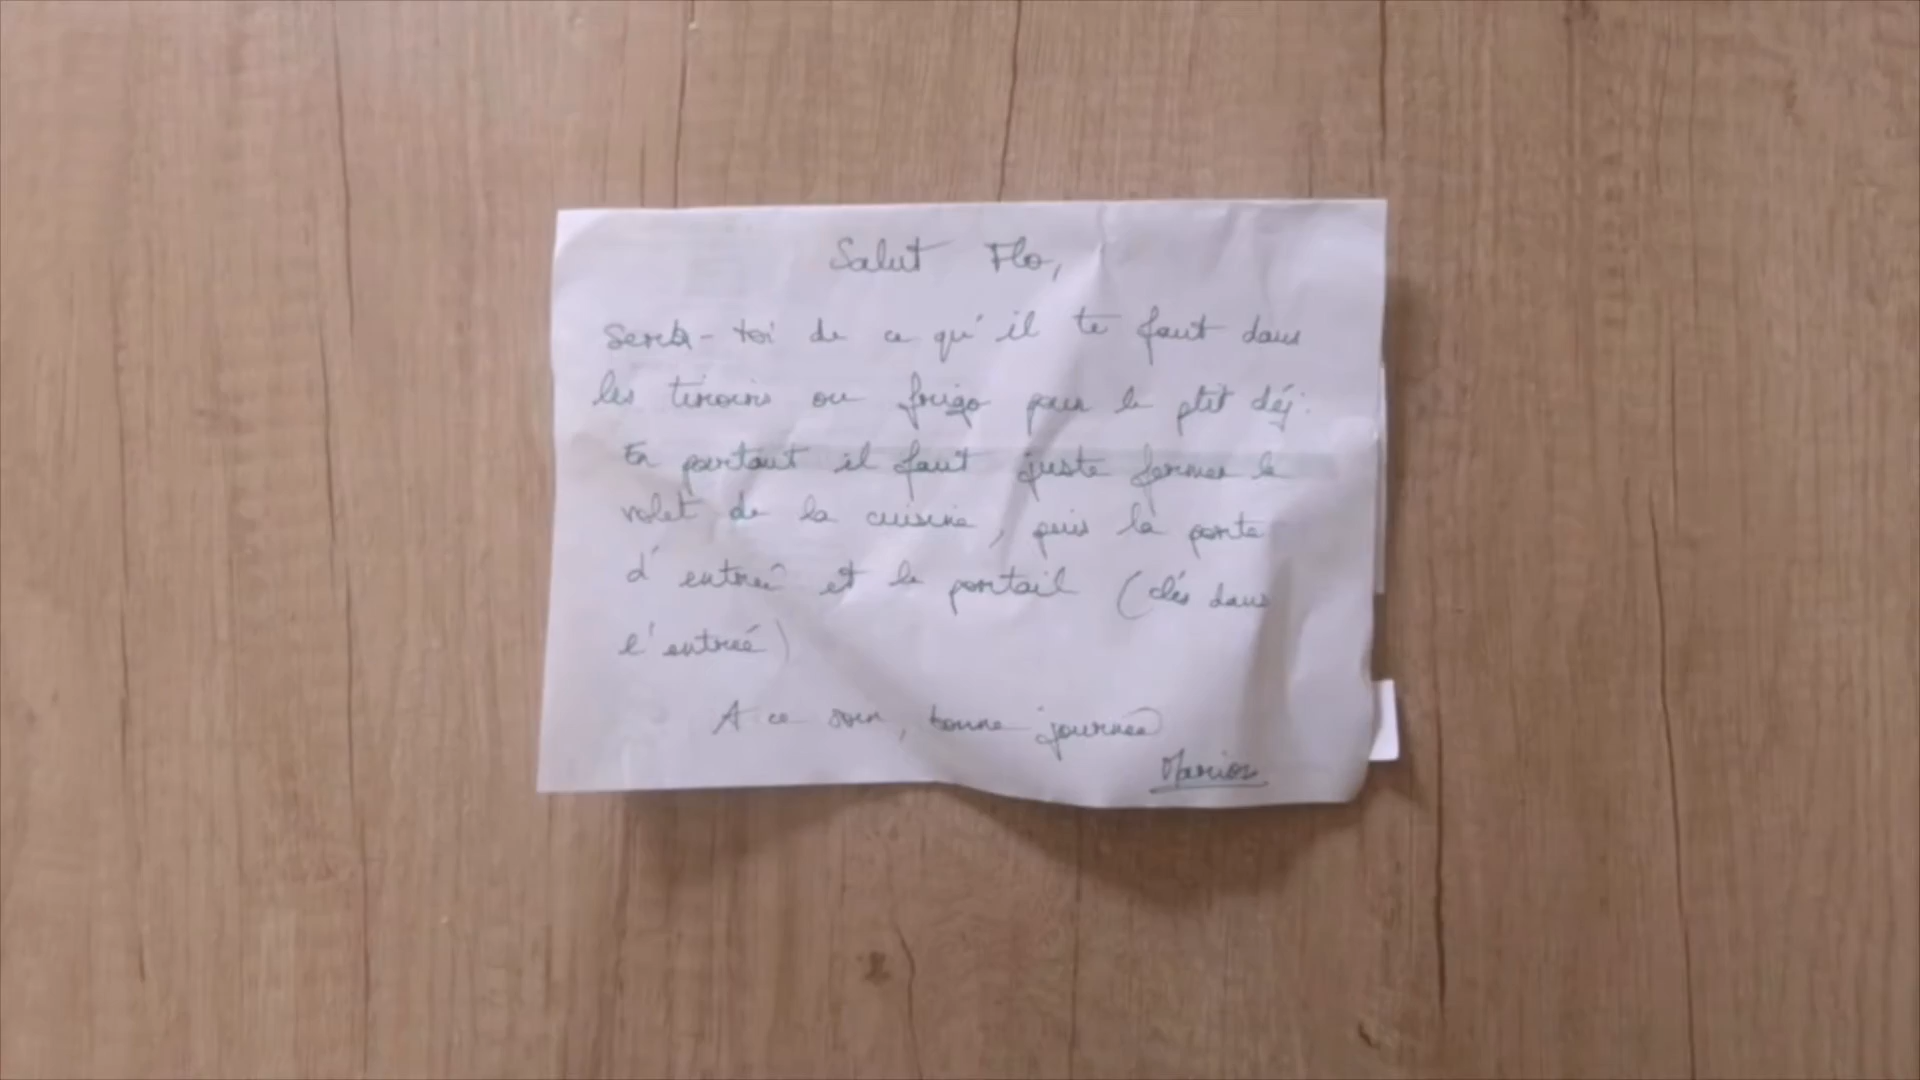 Salut Flo,
Sers-toi de ce qu'il te faut dans
les tiroirs ou frigo pour le ptit déj.
En partant il faut juste fermer le
volet de la cuisine, puis la porte
d'entrée et le portail (clés dans
l'entrée)
A ce soir, bonne journée
Marion